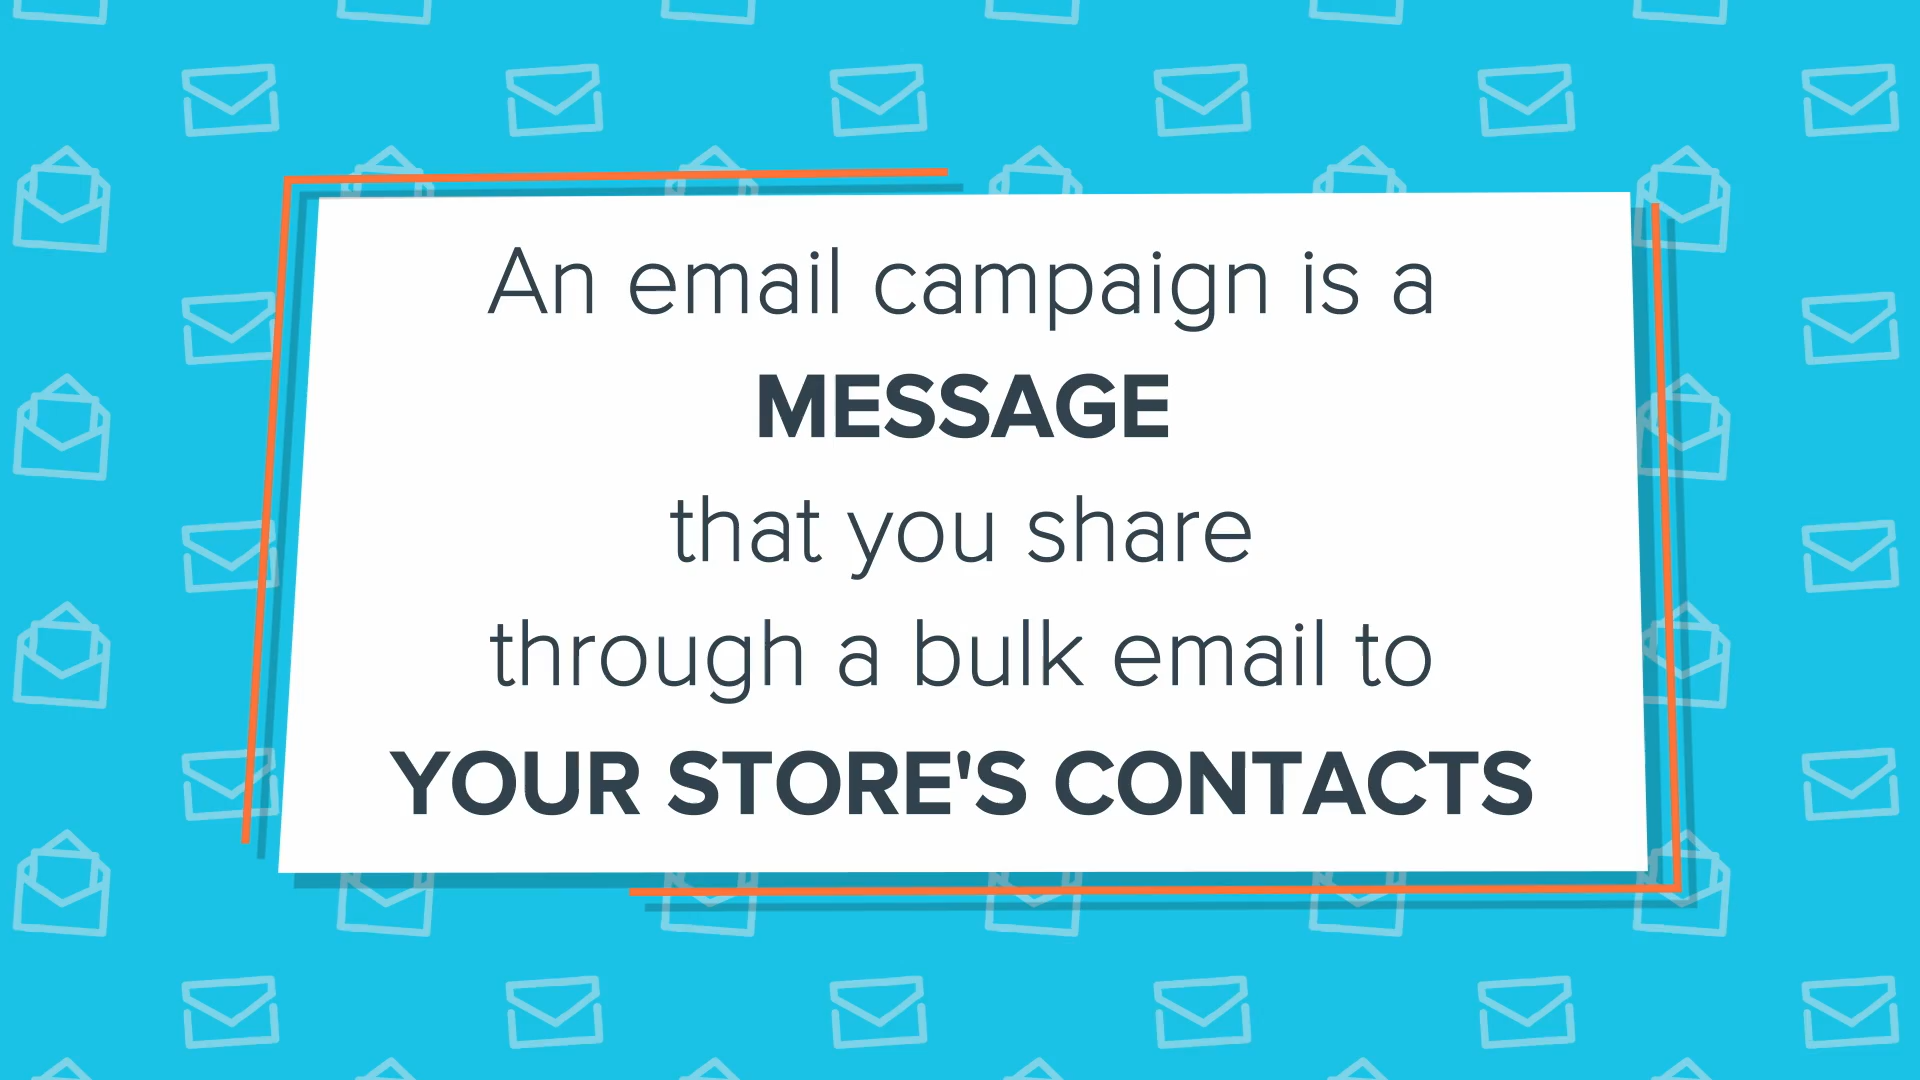 An email campaign is a
MESSAGE
that you share
through a bulk email to
YOUR STORE'S CONTACTS